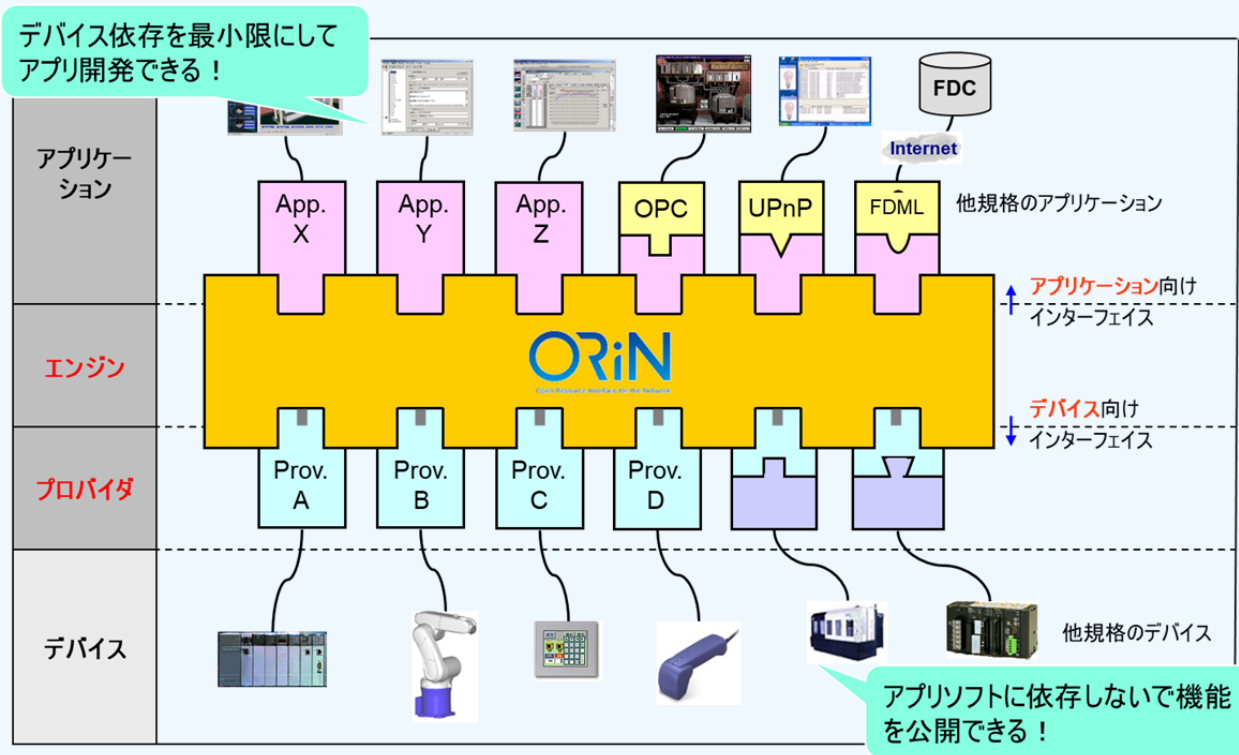 デバイス依存を最小限にして
アプリ開発できる！
FDC
Internet
アプリケー
ション
App.
X
App.
Y
App.
Z
OPC
UPnP
FDML
他規格のアプリケーション
アプリケーション向け
インターフェイス
エンジン
ORiN
Open Resource interface for the Network
デバイス向け
インターフェイス
プロバイダ
Prov.
A
Prov.
B
Prov.
C
Prov.
D
デバイス
他規格のデバイス
アプリソフトに依存しないで機能
を公開できる！